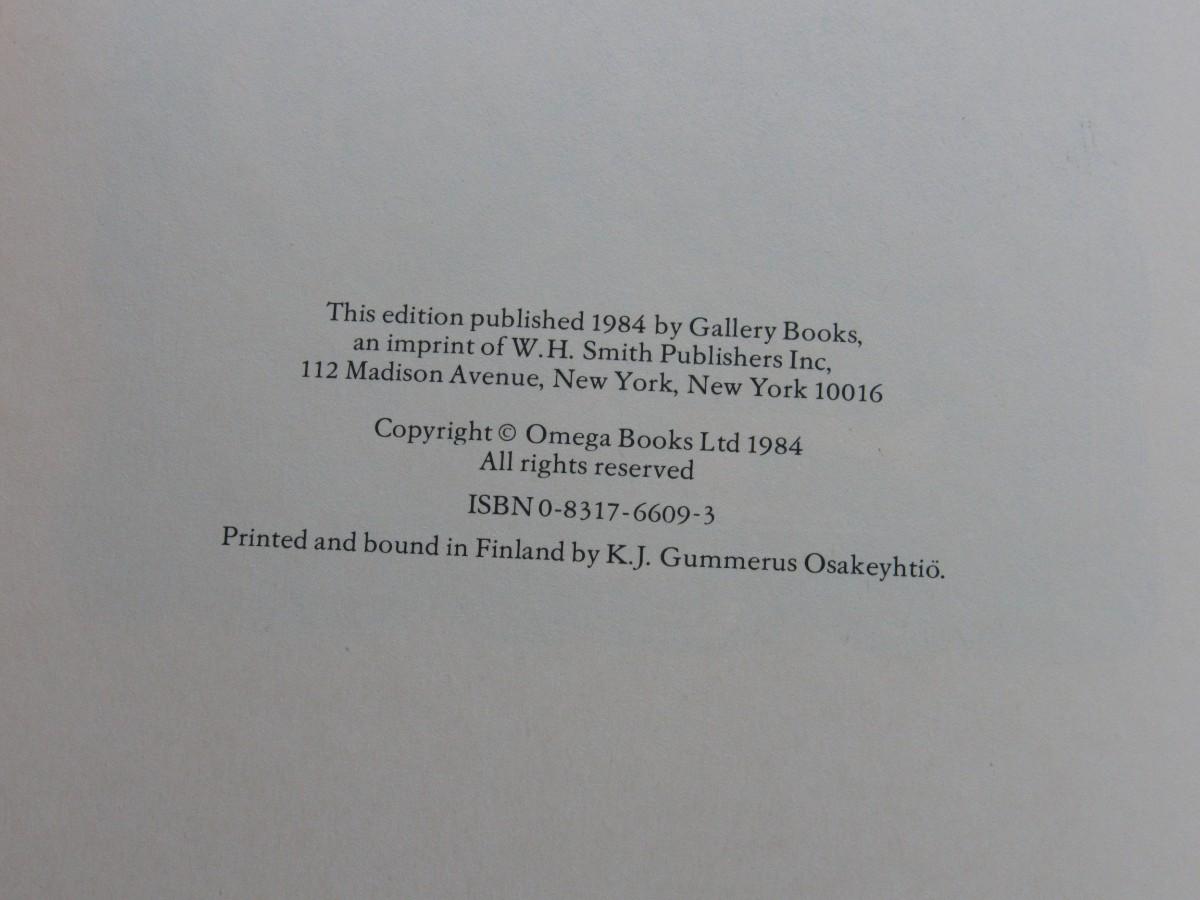 This edition published 1984 by Gallery Books,
an imprint of W.H. Smith Publishers Inc,
112 Madison Avenue, New York, New York 10016
Copyright © Omega Books Ltd 1984
All rights reserved
ISBN 0-8317-6609-3
Printed and bound in Finland by K.J. Gummerus Osakeyhtiö.